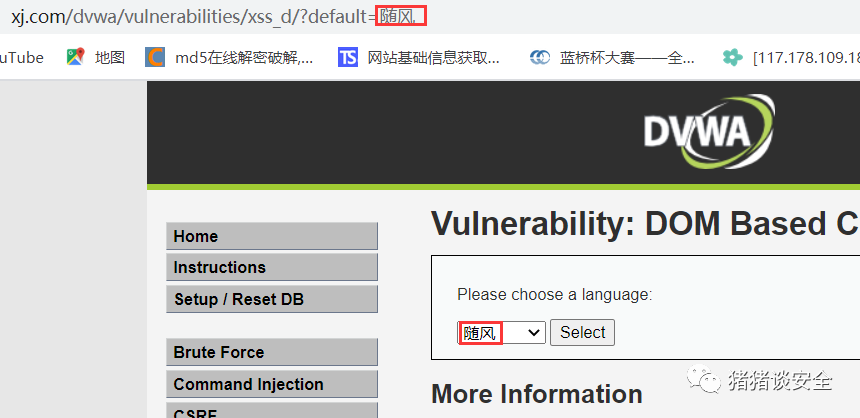 xj.com/dvwa/vulnerabilities/xss_d/?default=随风
uTube 地图 md5在线解密破解,... TS 网站基础信息获取... 蓝桥杯大赛——全... [117.178.109.18
DVWA
Vulnerability: DOM Based C
Home
Instructions
Setup / Reset DB
Please choose a language:
随风 Select
Brute Force
Command Injection
More Information
猪猪谈安全
CSRF